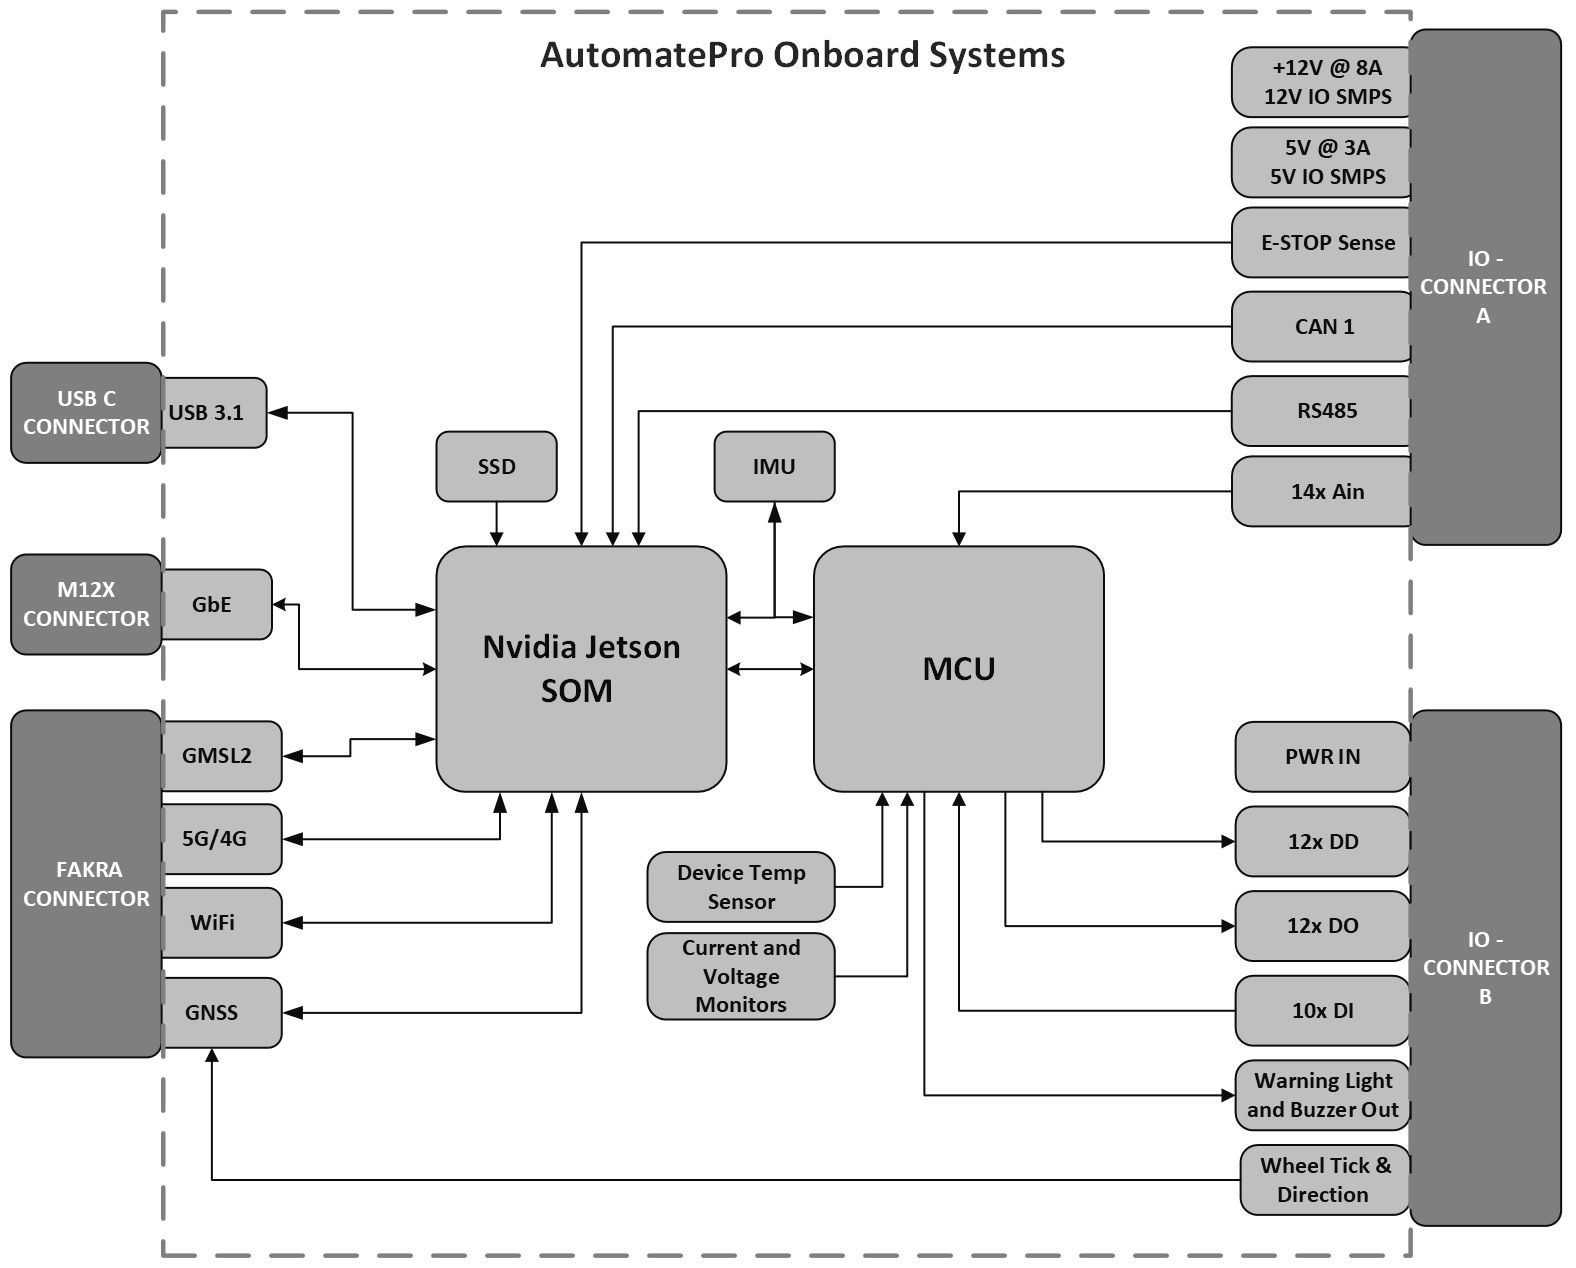 AutomatePro Onboard Systems
+12V @ 8A
12V IO SMPS
5V @ 3A
5V IO SMPS
E-STOP Sense
CAN 1
RS485
14x Ain
IO -
CONNECTOR
A
USB C
CONNECTOR
USB 3.1
SSD
IMU
M12X
CONNECTOR
GbE
Nvidia Jetson
SOM
MCU
FAKRA
CONNECTOR
GMSL2
5G/4G
WiFi
GNSS
Device Temp
Sensor
Current and
Voltage
Monitors
PWR IN
12x DD
12x DO
10x DI
Warning Light
and Buzzer Out
Wheel Tick &
Direction
IO -
CONNECTOR
B